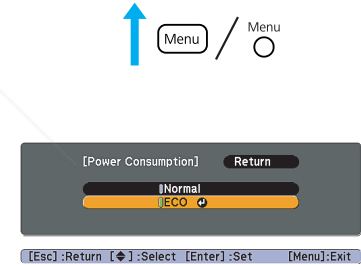 Menu / Menu
[Power Consumption] Return
Normal
ECO
[Esc] :Return [◆] :Select [Enter] :Set [Menu]:Exit